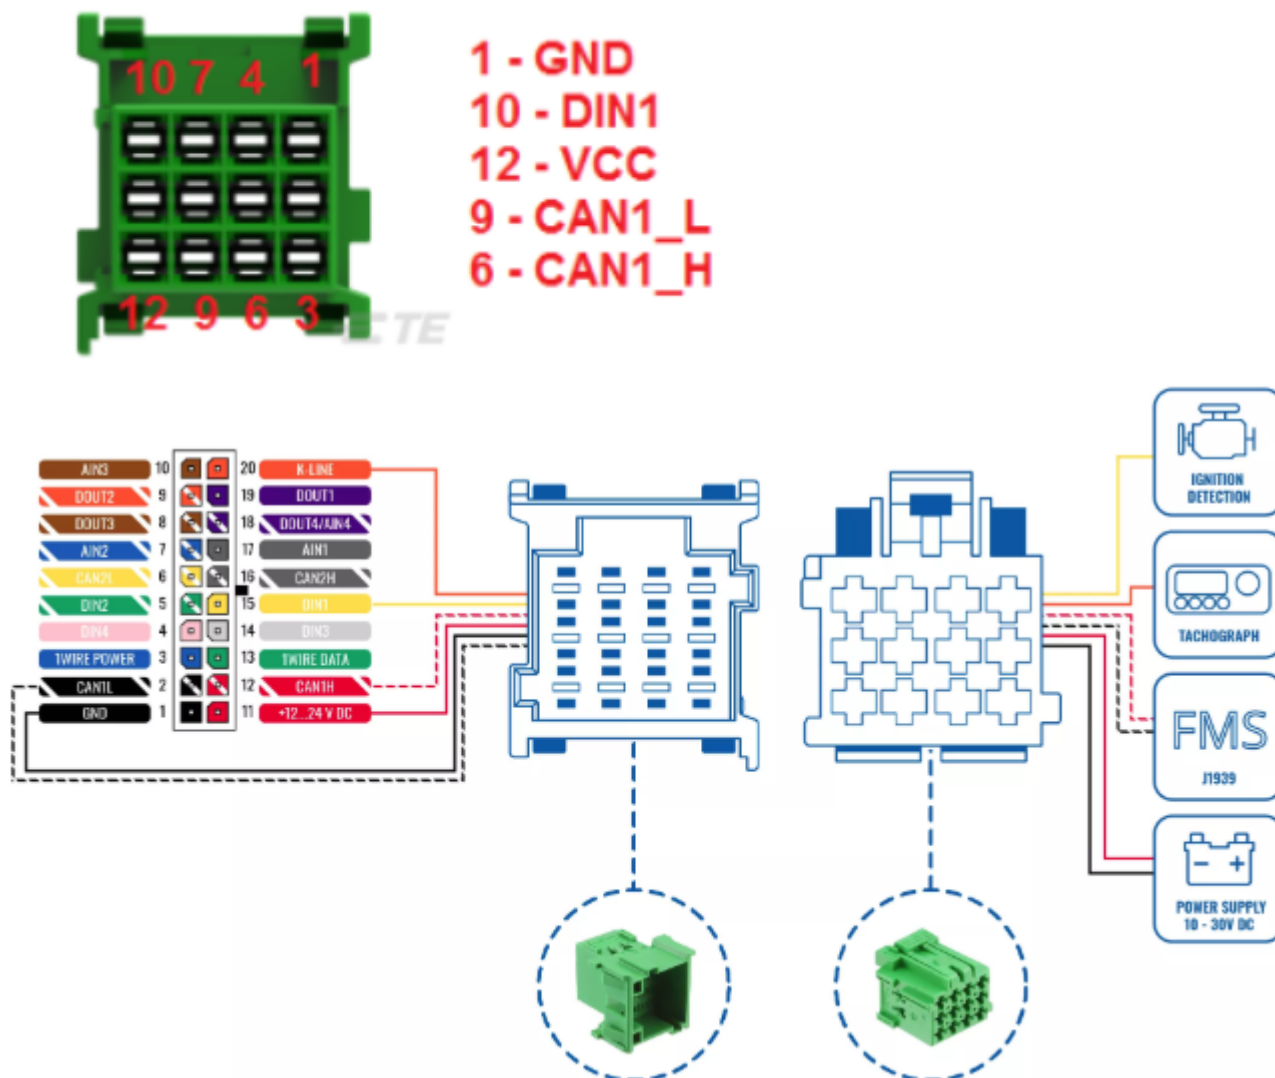 10 7 4 1
12 9 6 3
TE
1 - GND
10 - DIN1
12 - VCC
9 - CAN1_L
6 - CAN1_H
AIN3 10 20 K-LINE
DOUT2 9 19 DOUT1
DOUT3 8 18 DOUT4/AIN4
AIN2 7 17 AIN1
CAN2L 6 16 CAN2H
DIN2 5 15 DIN1
DIN4 4 14 DIN3
1WIRE POWER 3 13 1WIRE DATA
CAN1L 2 12 CAN1H
GND 1 11 +12...24 V DC
IGNITION
DETECTION
TACHOGRAPH
FMS
J1939
POWER SUPPLY
10 - 30V DC